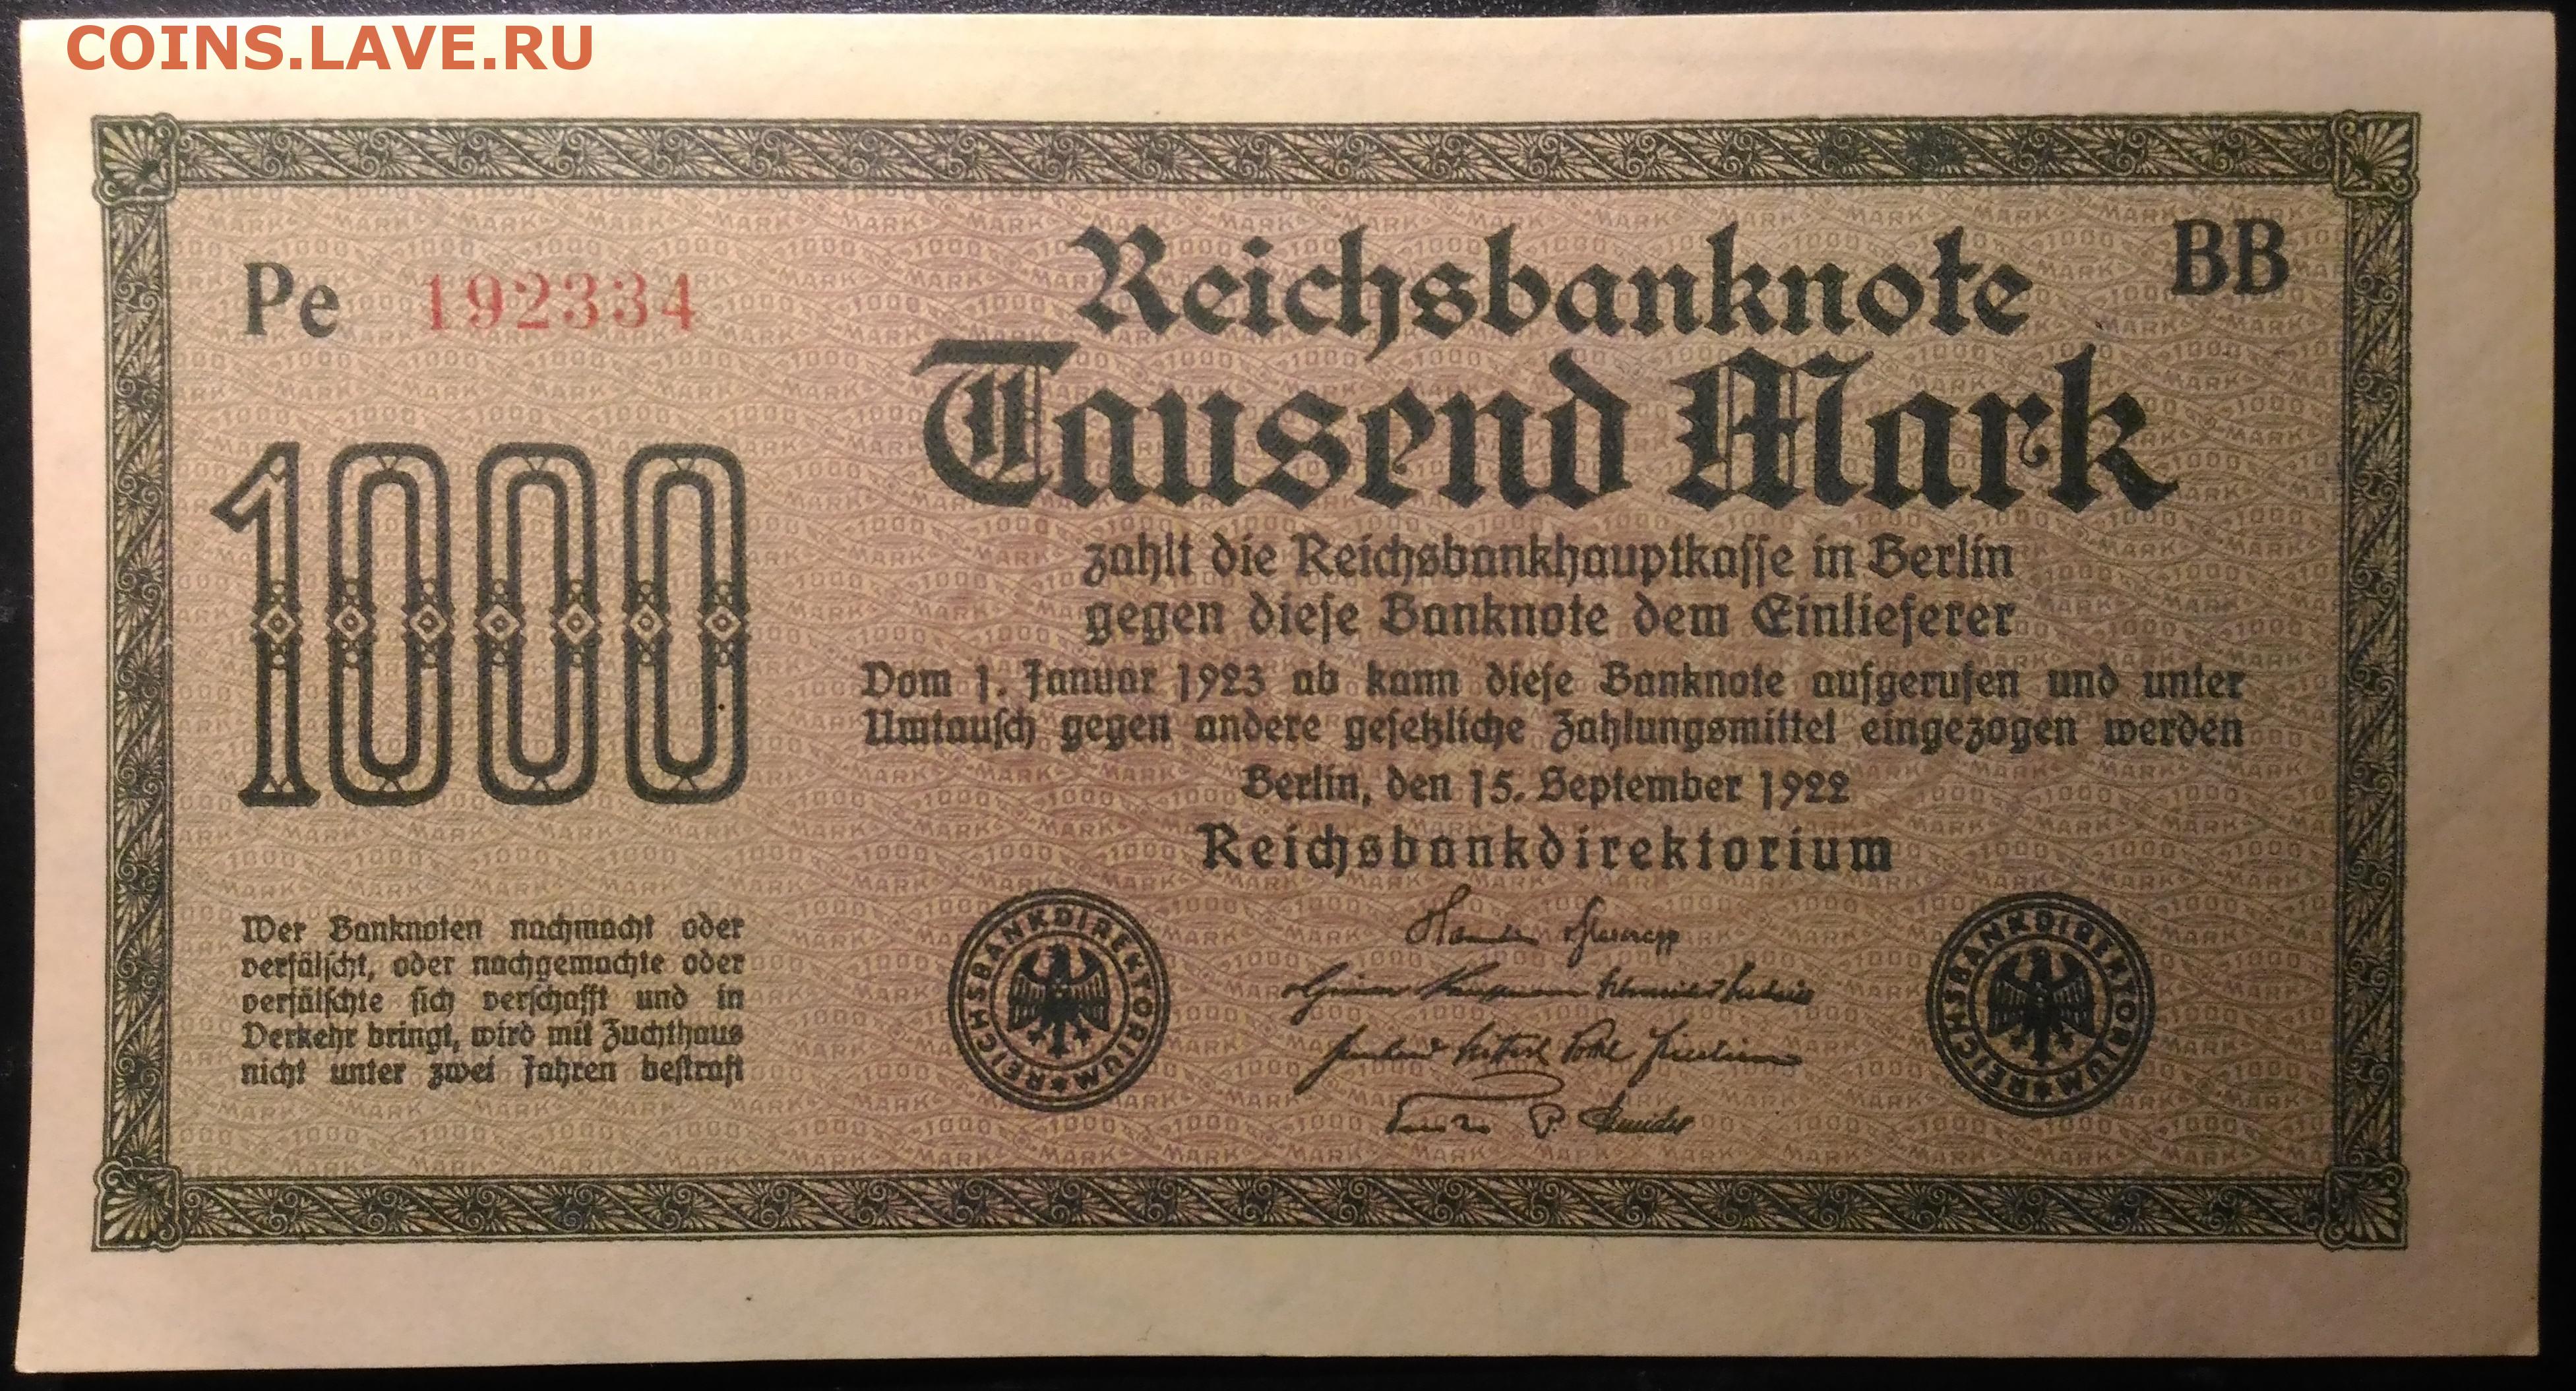 COINS.LAVE.RU
Pe 192334
Reichsbanknote
BB
Tausend Mark
1000
zahlt die Reichsbankhauptkasse in Berlin
gegen diese Banknote dem Einlieferer
Vom 1. Januar 1923 ab kann diese Banknote aufgerufen und unter
Umtausch gegen andere gesetzliche Zahlungsmittel eingezogen werden
Berlin, den 15. September 1922
Reichsbankdirektorium
Wer Banknoten nachmacht oder
verfälscht, oder nachgemachte oder
verfälschte sich verschafft und in
Verkehr bringt, wird mit Zuchthaus
nicht unter zwei Jahren bestraft
REICHSBANKDIREKTORIUM
REICHSBANKDIREKTORIUM